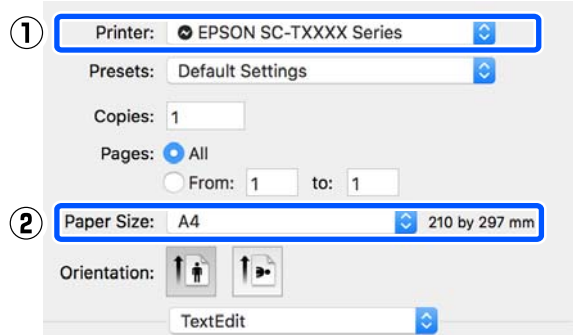 ① Printer: EPSON SC-TXXXX Series
Presets: Default Settings
Copies: 1
Pages: All
From: 1 to: 1
② Paper Size: A4 210 by 297 mm
Orientation:
TextEdit